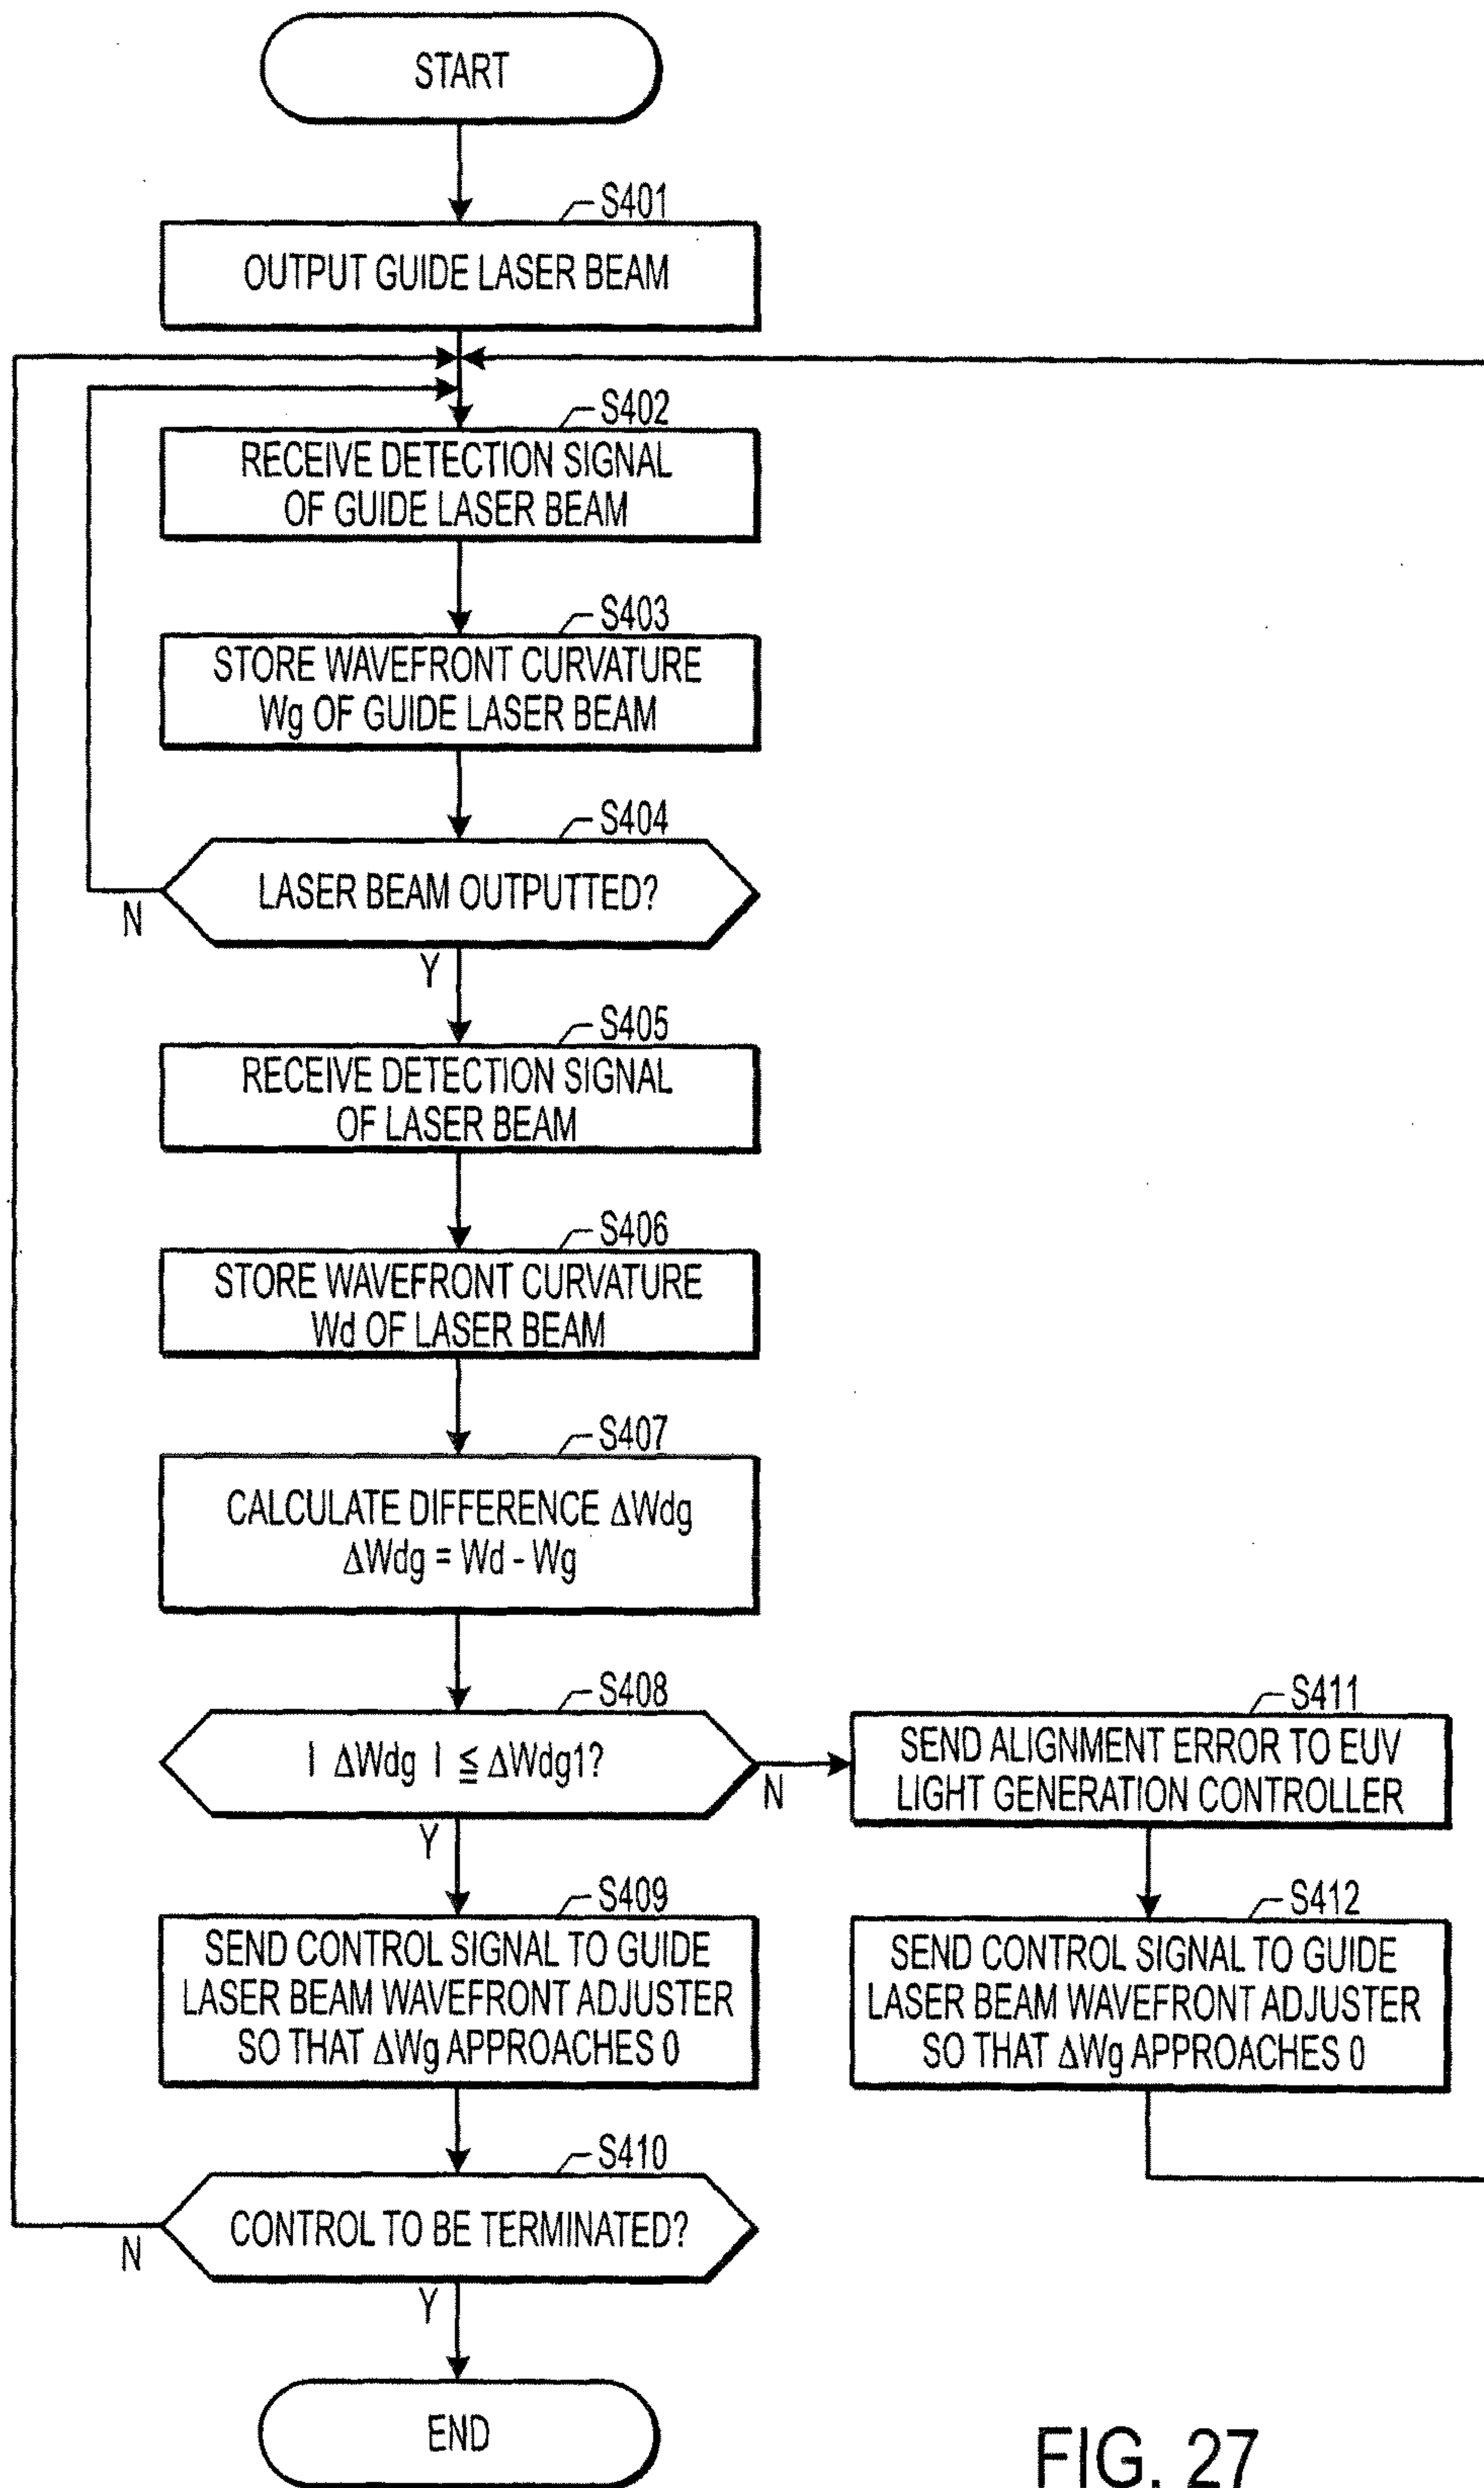 START
S401
OUTPUT GUIDE LASER BEAM
S402
RECEIVE DETECTION SIGNAL
OF GUIDE LASER BEAM
S403
STORE WAVEFRONT CURVATURE
Wg OF GUIDE LASER BEAM
S404
LASER BEAM OUTPUTTED?
N
Y
S405
RECEIVE DETECTION SIGNAL
OF LASER BEAM
S406
STORE WAVEFRONT CURVATURE
Wd OF LASER BEAM
S407
CALCULATE DIFFERENCE ΔWdg
ΔWdg = Wd - Wg
S408
| ΔWdg | ≦ ΔWdg1?
N
Y
S409
SEND CONTROL SIGNAL TO GUIDE
LASER BEAM WAVEFRONT ADJUSTER
SO THAT ΔWg APPROACHES 0
S410
CONTROL TO BE TERMINATED?
N
Y
END
S411
SEND ALIGNMENT ERROR TO EUV
LIGHT GENERATION CONTROLLER
S412
SEND CONTROL SIGNAL TO GUIDE
LASER BEAM WAVEFRONT ADJUSTER
SO THAT ΔWg APPROACHES 0
FIG. 27